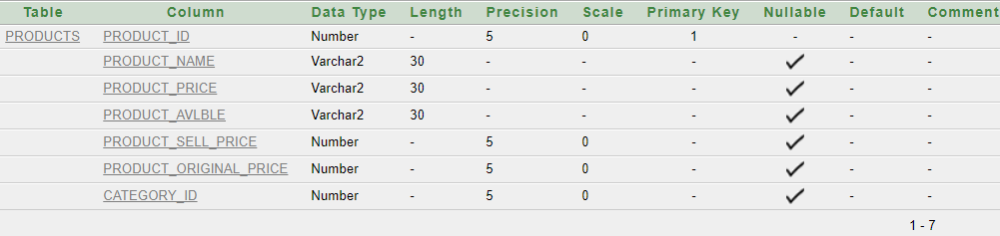 Table Column Data Type Length Precision Scale Primary Key Nullable Default Comment
PRODUCTS PRODUCT_ID Number - 5 0 1 - - -
PRODUCT_NAME Varchar2 30 - - - ✓ - -
PRODUCT_PRICE Varchar2 30 - - - ✓ - -
PRODUCT_AVLBLE Varchar2 30 - - - ✓ - -
PRODUCT_SELL_PRICE Number - 5 0 - ✓ - -
PRODUCT_ORIGINAL_PRICE Number - 5 0 - ✓ - -
CATEGORY_ID Number - 5 0 - ✓ - -
1 - 7